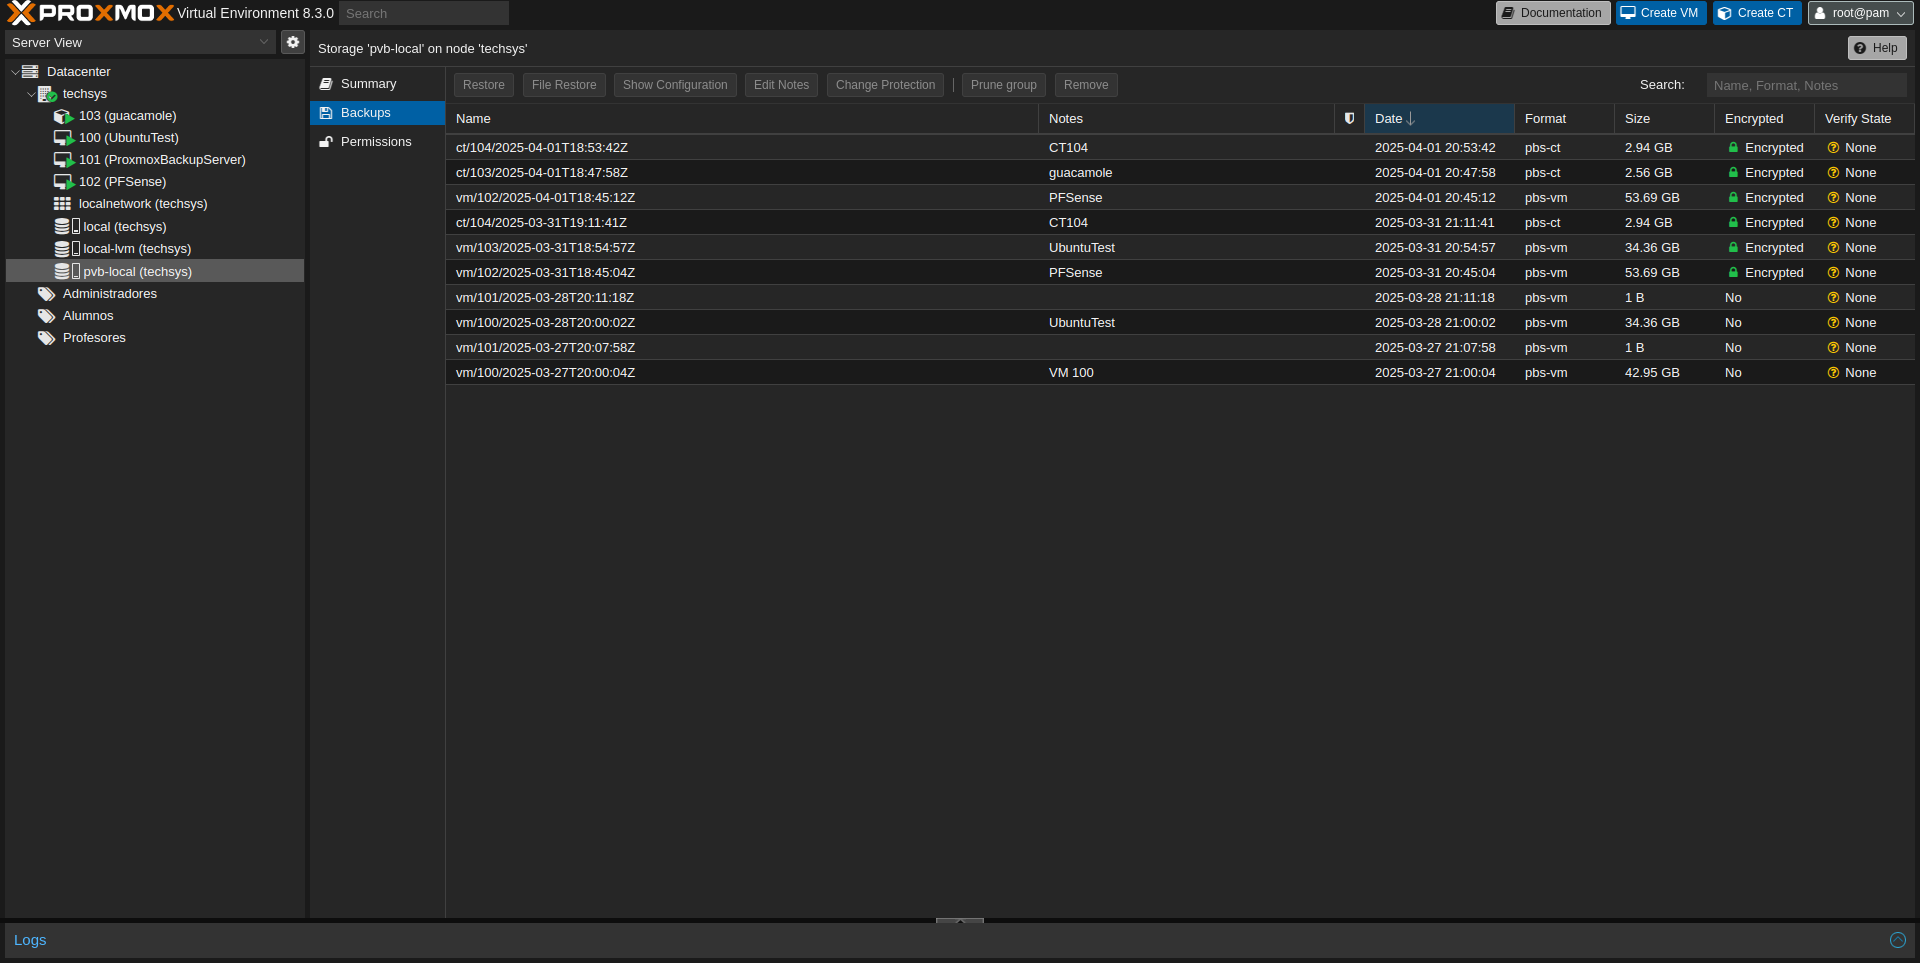 PROXMOX Virtual Environment 8.3.0 Search Documentation Create VM Create CT root@pam
Server View
Datacenter
techsys
103 (guacamole)
100 (UbuntuTest)
101 (ProxmoxBackupServer)
102 (PFSense)
localnetwork (techsys)
local (techsys)
local-lvm (techsys)
pvb-local (techsys)
Administradores
Alumnos
Profesores
Storage 'pvb-local' on node 'techsys' Help
Summary
Backups
Permissions
Restore File Restore Show Configuration Edit Notes Change Protection Prune group Remove Search: Name, Format, Notes
Name Notes Date Format Size Encrypted Verify State
ct/104/2025-04-01T18:53:42Z CT104 2025-04-01 20:53:42 pbs-ct 2.94 GB Encrypted None
ct/103/2025-04-01T18:47:58Z guacamole 2025-04-01 20:47:58 pbs-ct 2.56 GB Encrypted None
vm/102/2025-04-01T18:45:12Z PFSense 2025-04-01 20:45:12 pbs-vm 53.69 GB Encrypted None
ct/104/2025-03-31T19:11:41Z CT104 2025-03-31 21:11:41 pbs-ct 2.94 GB Encrypted None
vm/103/2025-03-31T18:54:57Z UbuntuTest 2025-03-31 20:54:57 pbs-vm 34.36 GB Encrypted None
vm/102/2025-03-31T18:45:04Z PFSense 2025-03-31 20:45:04 pbs-vm 53.69 GB Encrypted None
vm/101/2025-03-28T20:11:18Z 2025-03-28 21:11:18 pbs-vm 1 B No None
vm/100/2025-03-28T20:00:02Z UbuntuTest 2025-03-28 21:00:02 pbs-vm 34.36 GB No None
vm/101/2025-03-27T20:07:58Z 2025-03-27 21:07:58 pbs-vm 1 B No None
vm/100/2025-03-27T20:00:04Z VM 100 2025-03-27 21:00:04 pbs-vm 42.95 GB No None
Logs